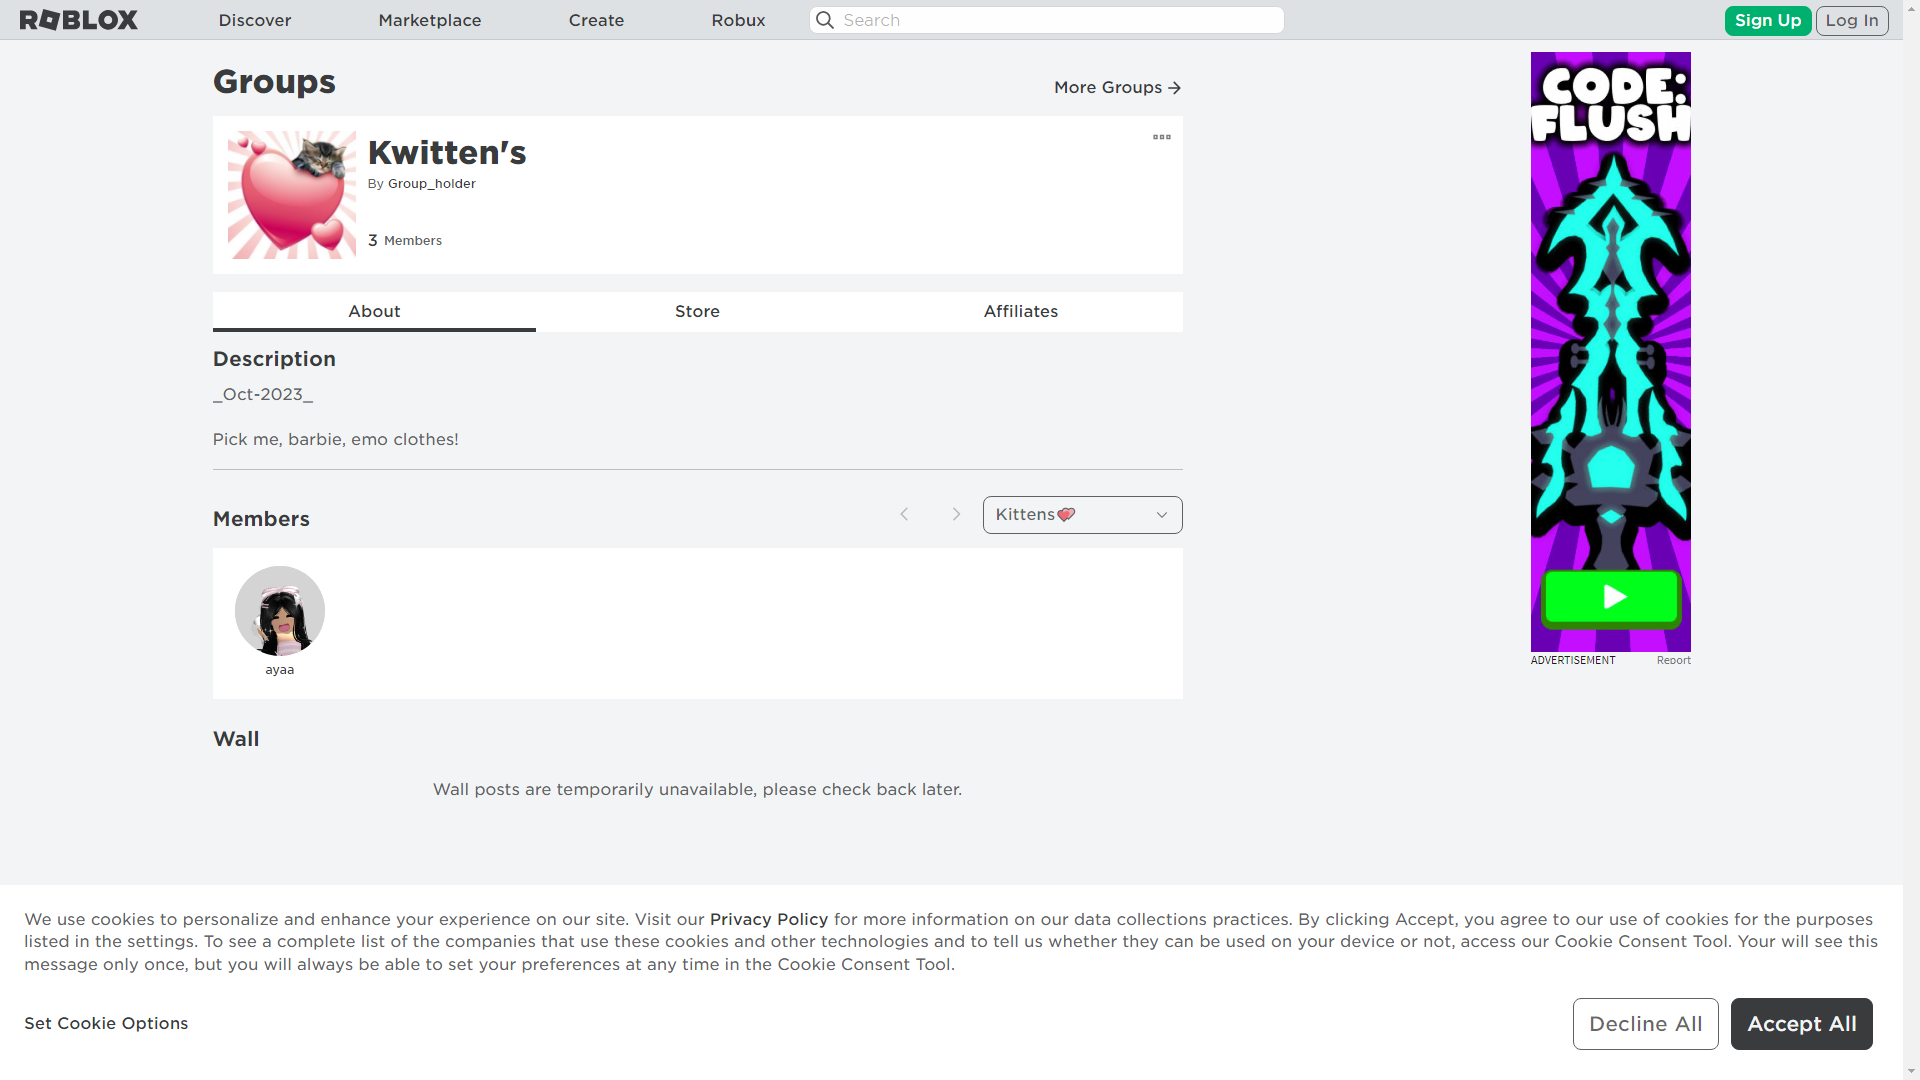 ROBLOX
Discover
Marketplace
Create
Robux
Search
Sign Up
Log In
Groups
More Groups
Kwitten's
By Group_holder
3 Members
About
Store
Affiliates
Description
_Oct-2023_
Pick me, barbie, emo clothes!
Members
Kittens💘
ayaa
Wall
Wall posts are temporarily unavailable, please check back later.
CODE:
FLUSH
ADVERTISEMENT
Report
We use cookies to personalize and enhance your experience on our site. Visit our Privacy Policy for more information on our data collections practices. By clicking Accept, you agree to our use of cookies for the purposes
listed in the settings. To see a complete list of the companies that use these cookies and other technologies and to tell us whether they can be used on your device or not, access our Cookie Consent Tool. Your will see this
message only once, but you will always be able to set your preferences at any time in the Cookie Consent Tool.
Set Cookie Options
Decline All
Accept All